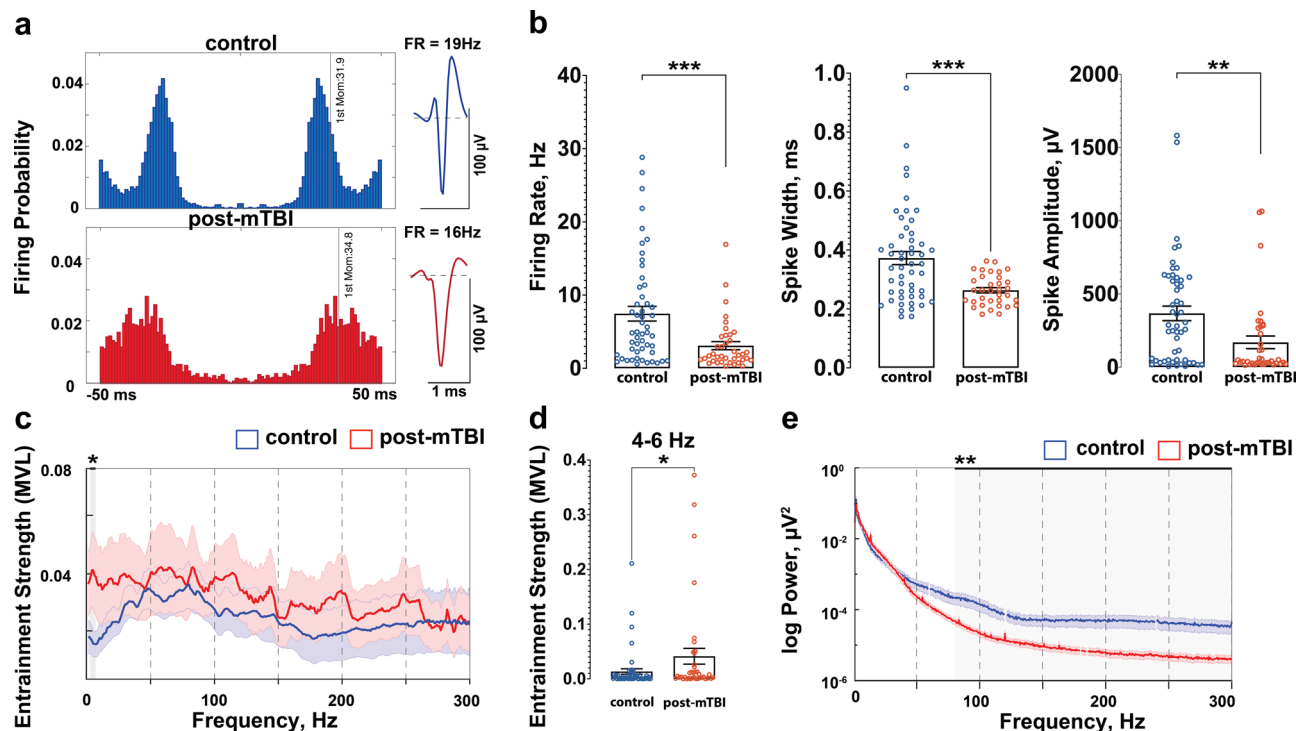 a
control
FR = 19Hz
0.04
0.02
0
1st Mom:31.9
100 µV
post-mTBI
FR = 16Hz
0.04
0.02
0
1st Mom:34.8
100 µV
Firing Probability
-50 ms
50 ms
1 ms
b
***
40
30
20
10
0
Firing Rate, Hz
control
post-mTBI
***
1.0
0.8
0.6
0.4
0.2
0.0
Spike Width, ms
control
post-mTBI
**
2000
1500
1000
500
0
Spike Amplitude, µV
control
post-mTBI
c
control
post-mTBI
*
0.08
0.04
Entrainment Strength (MVL)
0
100
200
300
Frequency, Hz
d
4-6 Hz
*
0.4
0.3
0.2
0.1
0.0
Entrainment Strength (MVL)
control
post-mTBI
e
control
post-mTBI
**
10⁰
10⁻²
10⁻⁴
10⁻⁶
log Power, µV²
0
100
200
300
Frequency, Hz